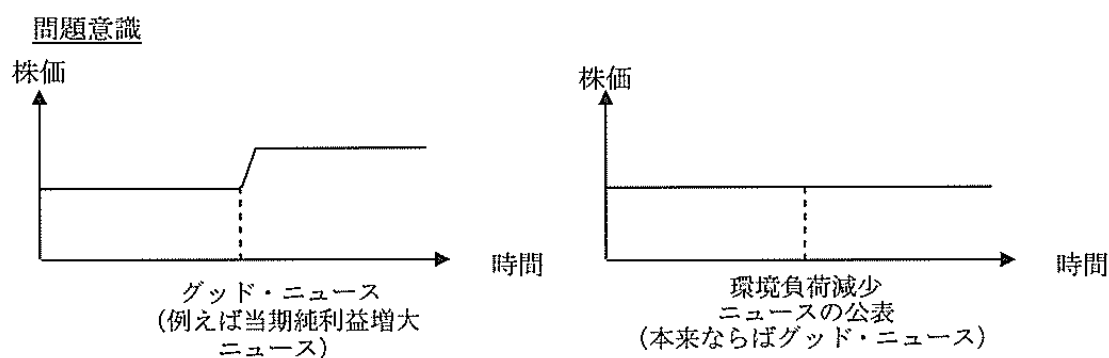 問題意識
株価
時間
グッド・ニュース
(例えば当期純利益増大
ニュース)
株価
時間
環境負荷減少
ニュースの公表
(本来ならばグッド・ニュース)